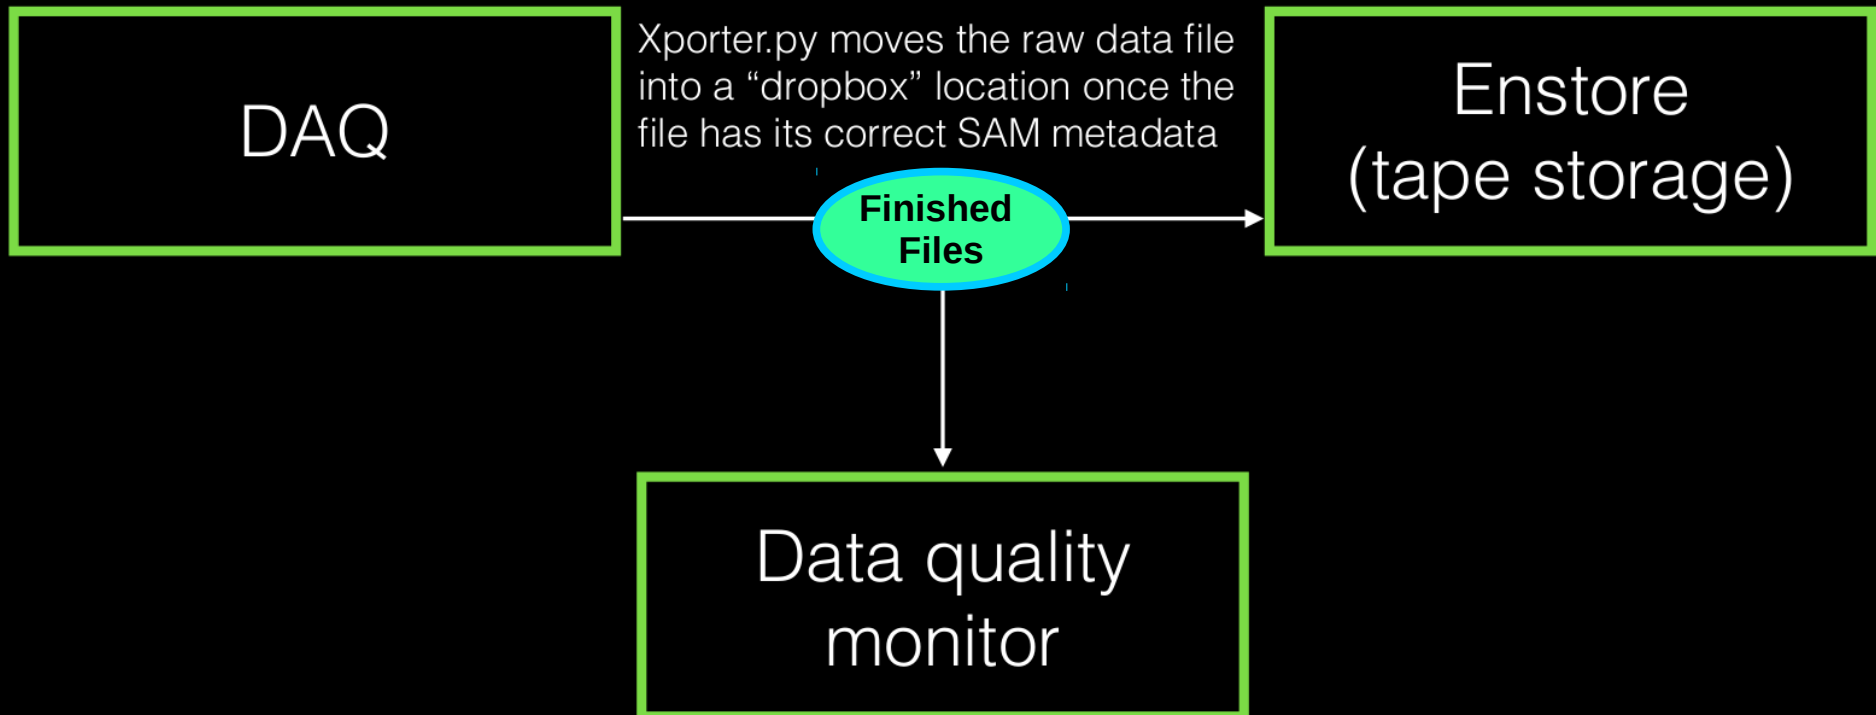 DAQ
Xporter.py moves the raw data file
into a “dropbox” location once the
file has its correct SAM metadata
Enstore
(tape storage)
Finished
Files
Data quality
monitor